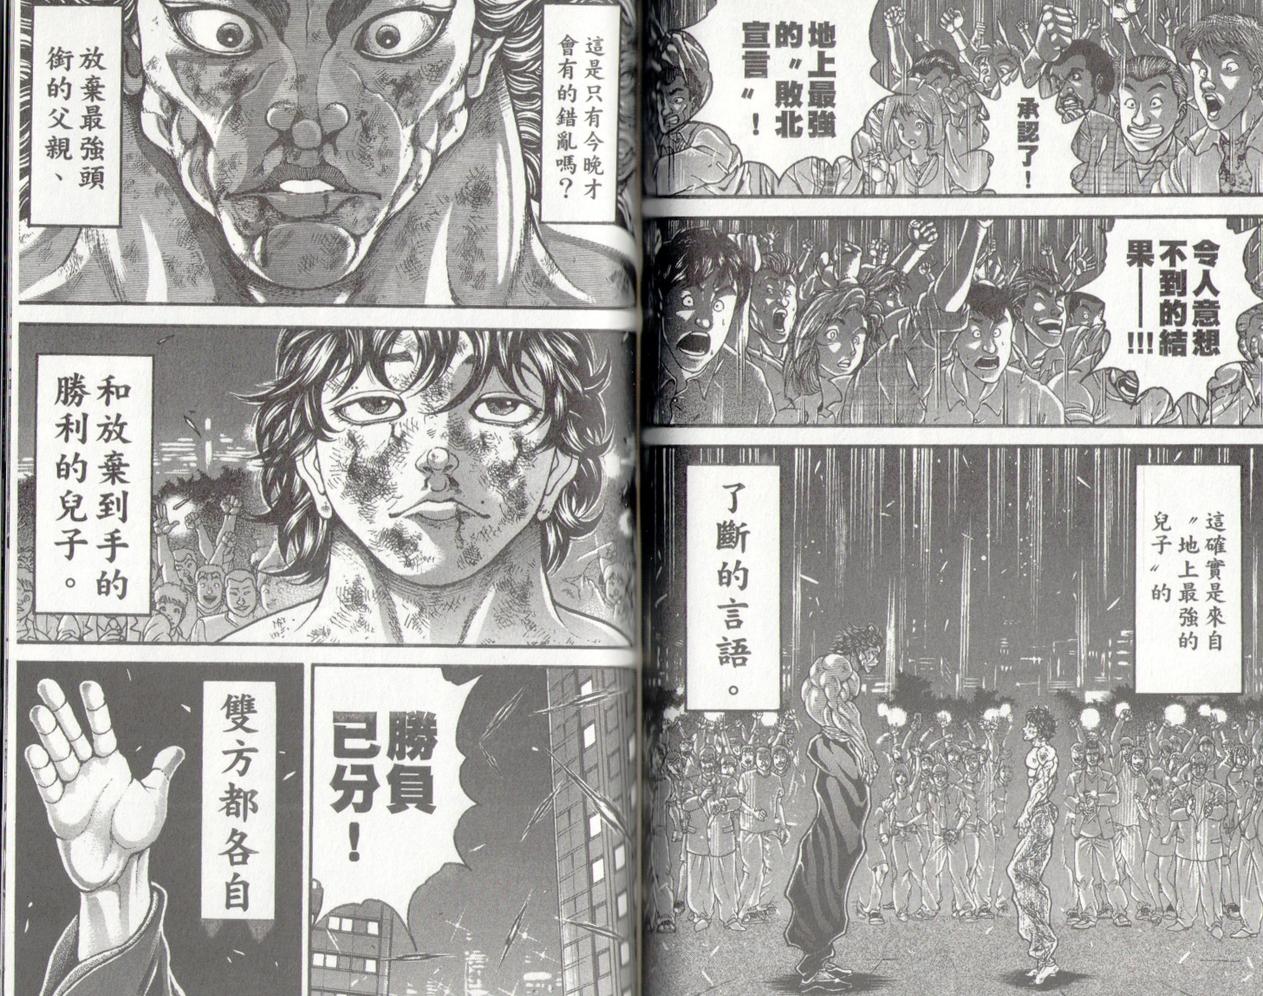 承認了！
地上最強
的〝敗北
宣言〞！
令人意想
不到的結
果——!!!
這確實是來自
〝地上最強的
兒子〞的
了斷的言語。
這是只有今晚才
會有的錯亂嗎？
放棄最強頭
銜的父親、
和放棄到手的
勝利的兒子。
勝負
已分！
雙方都各自